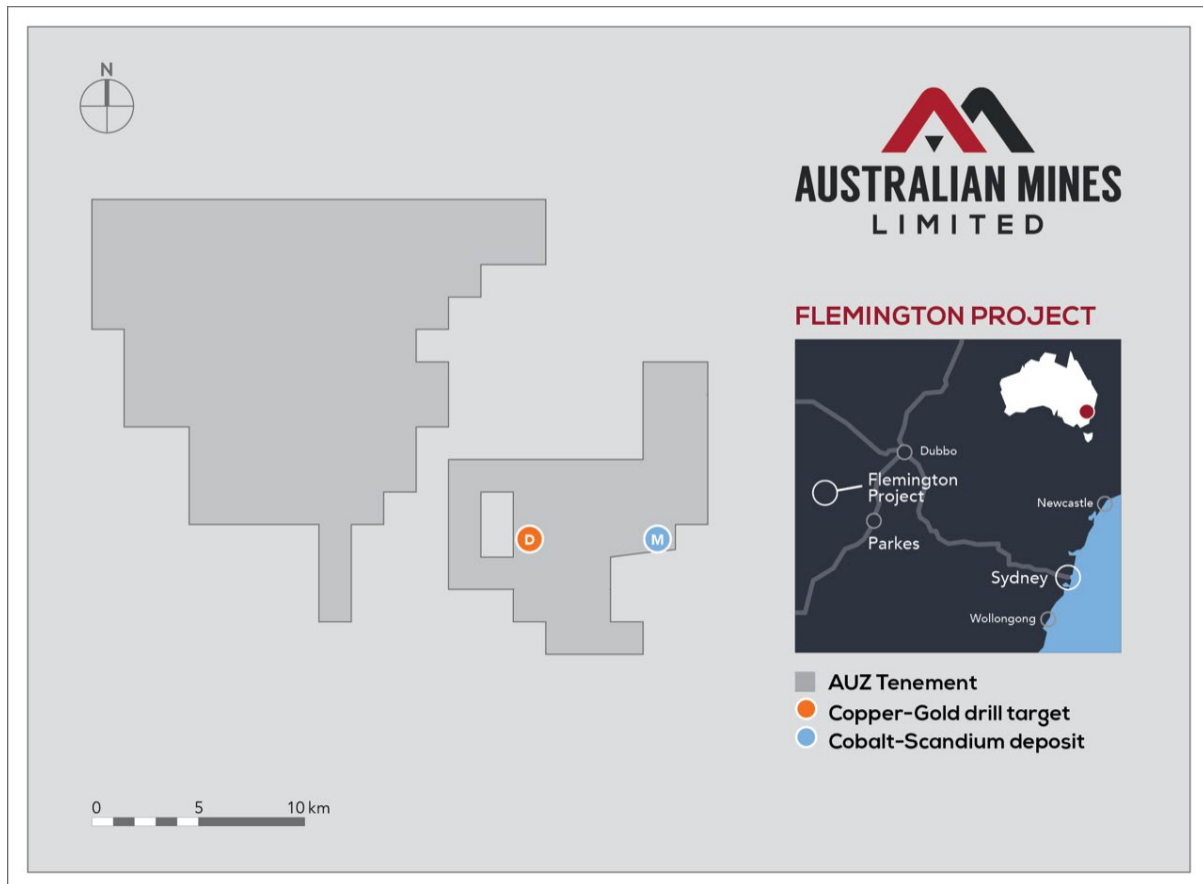 N
AUSTRALIAN MINES
LIMITED
FLEMINGTON PROJECT
Dubbo
Flemington
Project
Newcastle
Parkes
Sydney
Wollongong
D
M
AUZ Tenement
Copper-Gold drill target
Cobalt-Scandium deposit
0 5 10 km